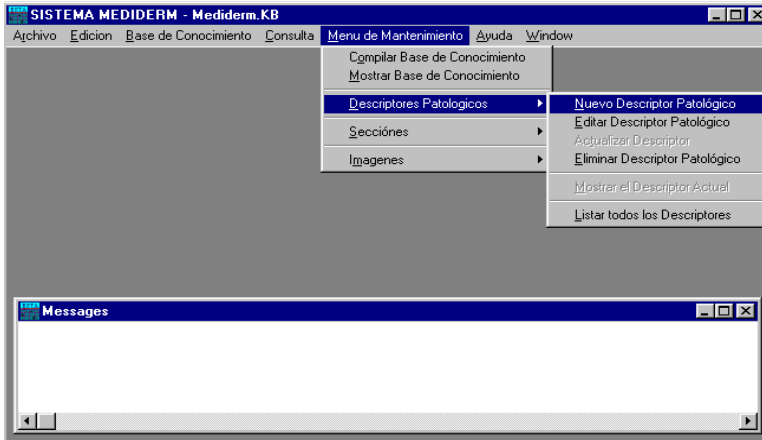 SISTEMA MEDIDERM - Mediderm.KB
Archivo Edicion Base de Conocimiento Consulta Menu de Mantenimiento Ayuda Window
Compilar Base de Conocimiento
Mostrar Base de Conocimiento
Descriptores Patologicos
Secciónes
Imagenes
Nuevo Descriptor Patológico
Editar Descriptor Patológico
Actualizar Descriptor
Eliminar Descriptor Patológico
Mostrar el Descriptor Actual
Listar todos los Descriptores
Messages